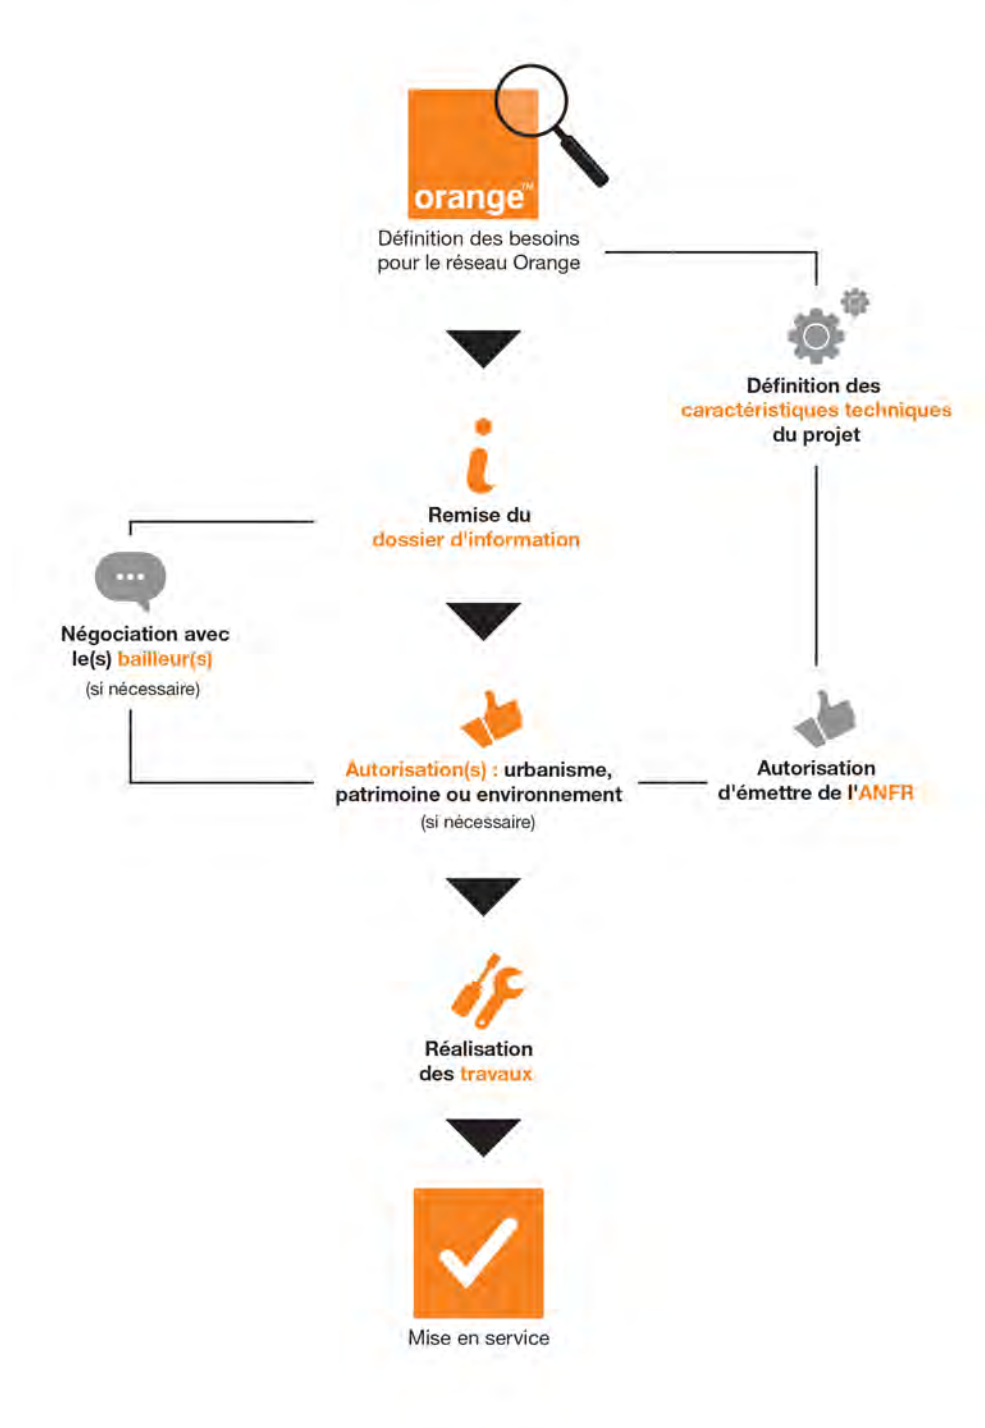 orange™
Définition des besoins
pour le réseau Orange
Définition des
caractéristiques techniques
du projet
Remise du
dossier d'information
Négociation avec
le(s) bailleur(s)
(si nécessaire)
Autorisation(s) : urbanisme,
patrimoine ou environnement
(si nécessaire)
Autorisation
d'émettre de l'ANFR
Réalisation
des travaux
Mise en service